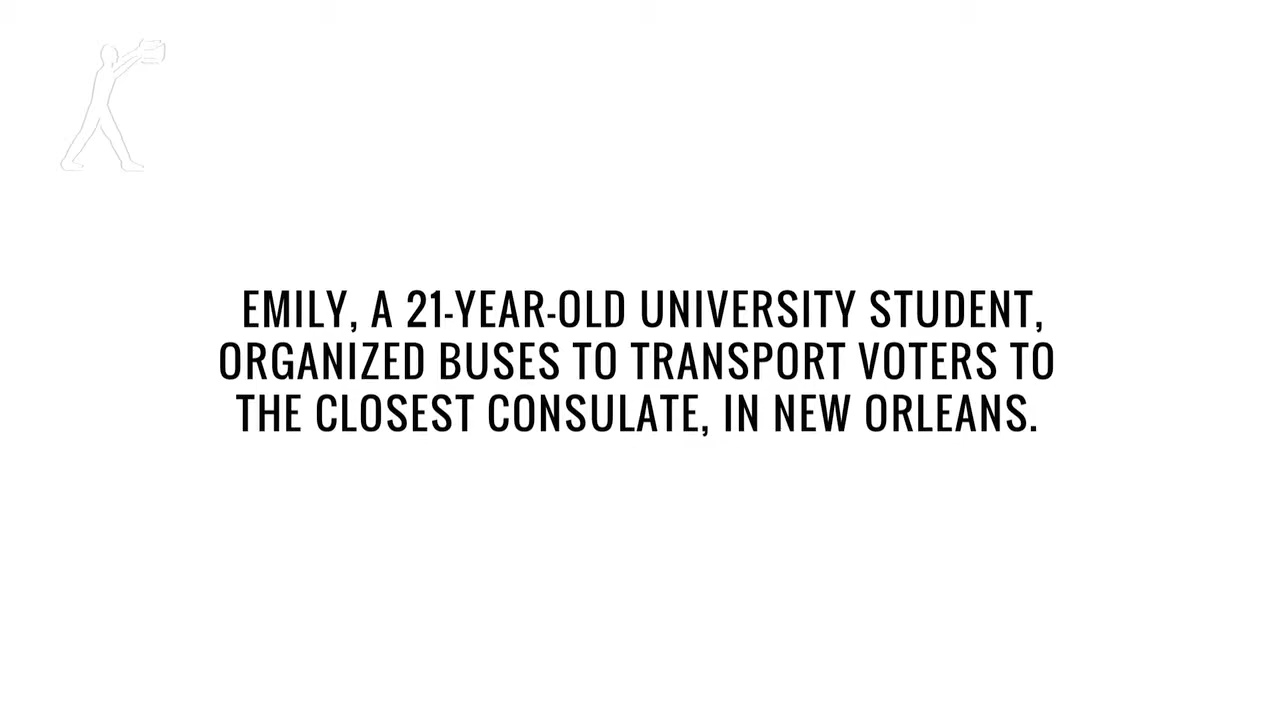 EMILY, A 21-YEAR-OLD UNIVERSITY STUDENT,
ORGANIZED BUSES TO TRANSPORT VOTERS TO
THE CLOSEST CONSULATE, IN NEW ORLEANS.